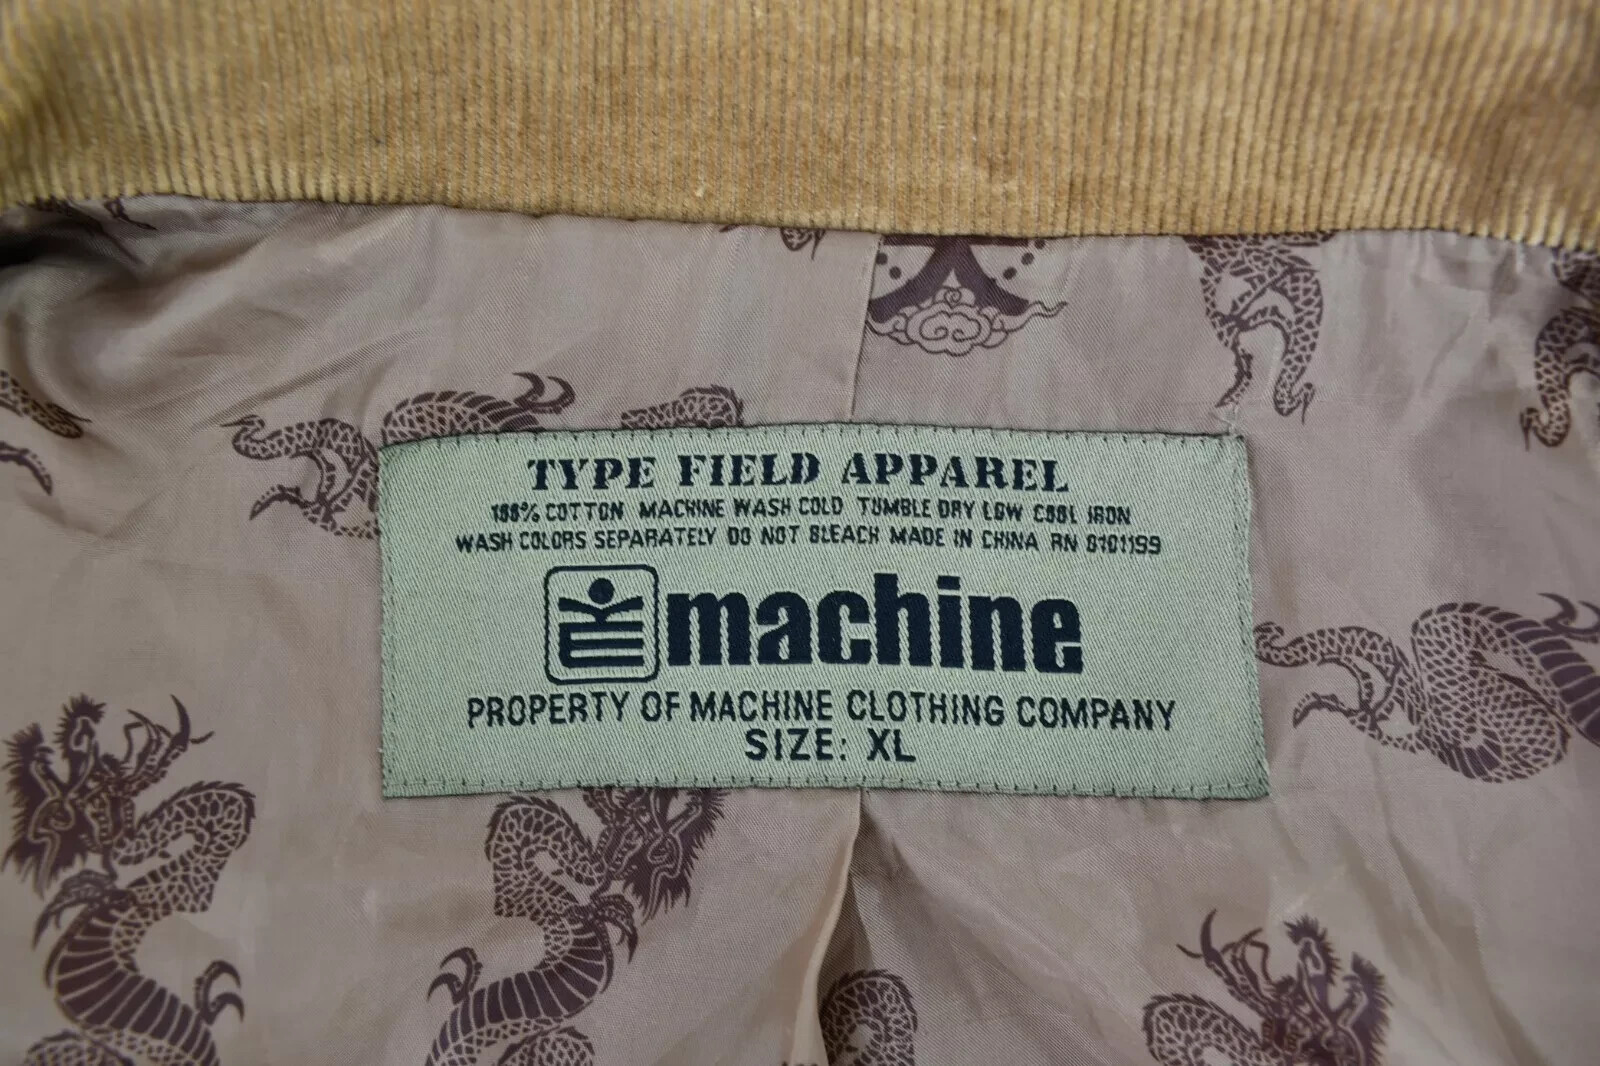 TYPE FIELD APPAREL
100% COTTON MACHINE WASH COLD TUMBLE DRY LOW COOL IRON
WASH COLORS SEPARATELY DO NOT BLEACH MADE IN CHINA RN 0101199
machine
PROPERTY OF MACHINE CLOTHING COMPANY
SIZE: XL